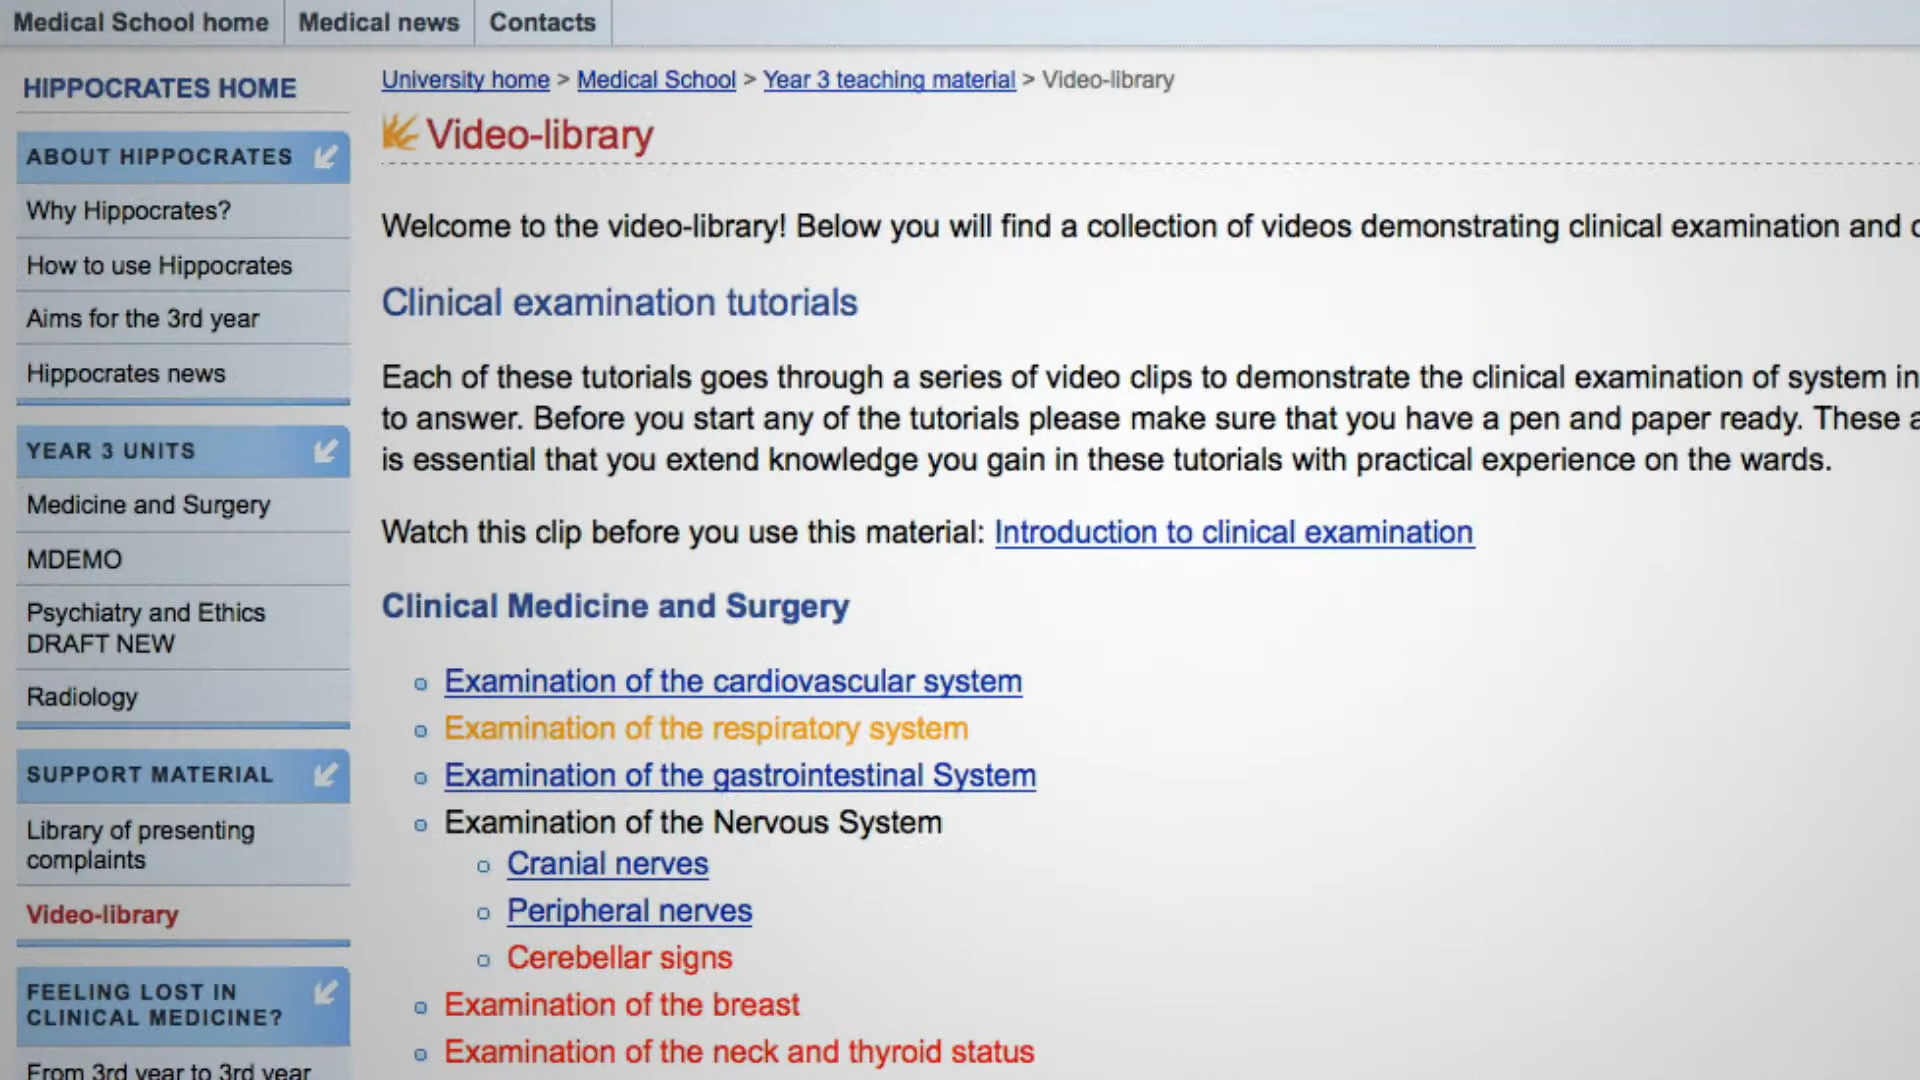 Medical School home
Medical news
Contacts
HIPPOCRATES HOME
ABOUT HIPPOCRATES
Why Hippocrates?
How to use Hippocrates
Aims for the 3rd year
Hippocrates news
YEAR 3 UNITS
Medicine and Surgery
MDEMO
Psychiatry and Ethics
DRAFT NEW
Radiology
SUPPORT MATERIAL
Library of presenting
complaints
Video-library
FEELING LOST IN
CLINICAL MEDICINE?
From 3rd year to 3rd year
University home > Medical School > Year 3 teaching material > Video-library
Video-library
Welcome to the video-library! Below you will find a collection of videos demonstrating clinical examination and
Clinical examination tutorials
Each of these tutorials goes through a series of video clips to demonstrate the clinical examination of system in
to answer. Before you start any of the tutorials please make sure that you have a pen and paper ready. These
is essential that you extend knowledge you gain in these tutorials with practical experience on the wards.
Watch this clip before you use this material: Introduction to clinical examination
Clinical Medicine and Surgery
Examination of the cardiovascular system
Examination of the respiratory system
Examination of the gastrointestinal System
Examination of the Nervous System
Cranial nerves
Peripheral nerves
Cerebellar signs
Examination of the breast
Examination of the neck and thyroid status